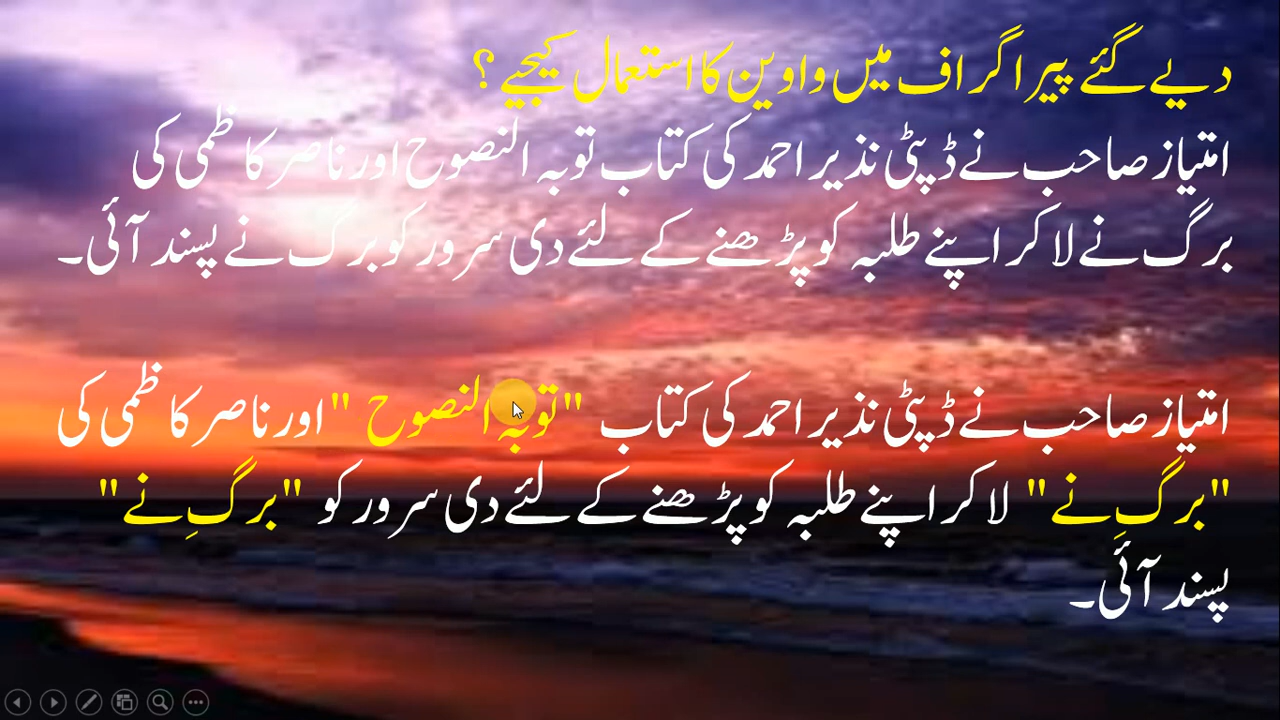 دیے گئے پیراگراف میں واوین کا استعمال کیجیے ؟
امتیاز صاحب نے ڈپٹی نذیر احمد کی کتاب توبہ النصوح اور ناصر کاظمی کی
برگ نے لا کر اپنے طلبہ کو پڑھنے کے لئے دی سرور کو برگ نے پسند آئی۔
امتیاز صاحب نے ڈپٹی نذیر احمد کی کتاب "توبہ النصوح " اور ناصر کاظمی کی
"برگِ نے" لا کر اپنے طلبہ کو پڑھنے کے لئے دی سرور کو "برگِ نے"
پسند آئی۔